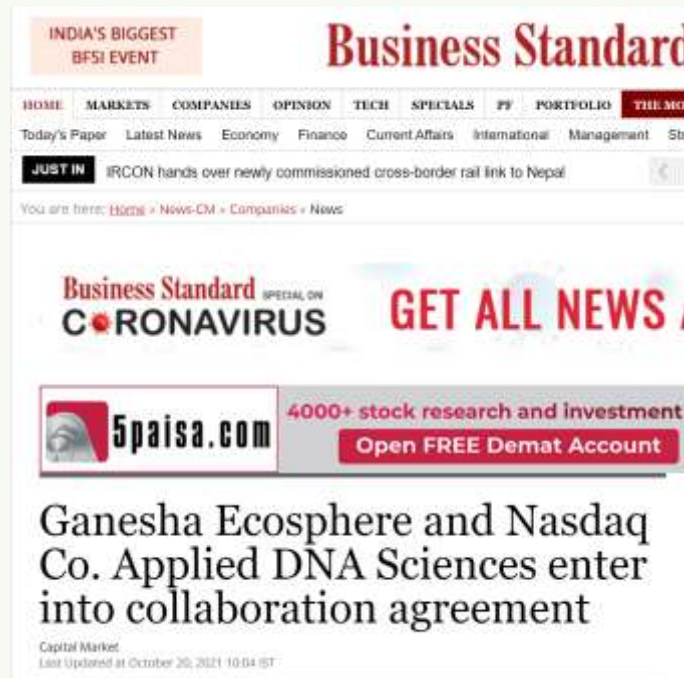 INDIA'S BIGGEST
BFSI EVENT
Business Standard
HOME MARKETS COMPANIES OPINION TECH SPECIALS PF PORTFOLIO THE MO
Today's Paper Latest News Economy Finance Current Affairs International Management St
JUST IN IRCON hands over newly commissioned cross-border rail link to Nepal
You are here: Home » News-CM » Companies » News
Business Standard SPECIAL ON
CORONAVIRUS
GET ALL NEWS A
5paisa.com
4000+ stock research and investment
Open FREE Demat Account
Ganesha Ecosphere and Nasdaq
Co. Applied DNA Sciences enter
into collaboration agreement
Capital Market
Last Updated at October 20, 2021 10:04 IST